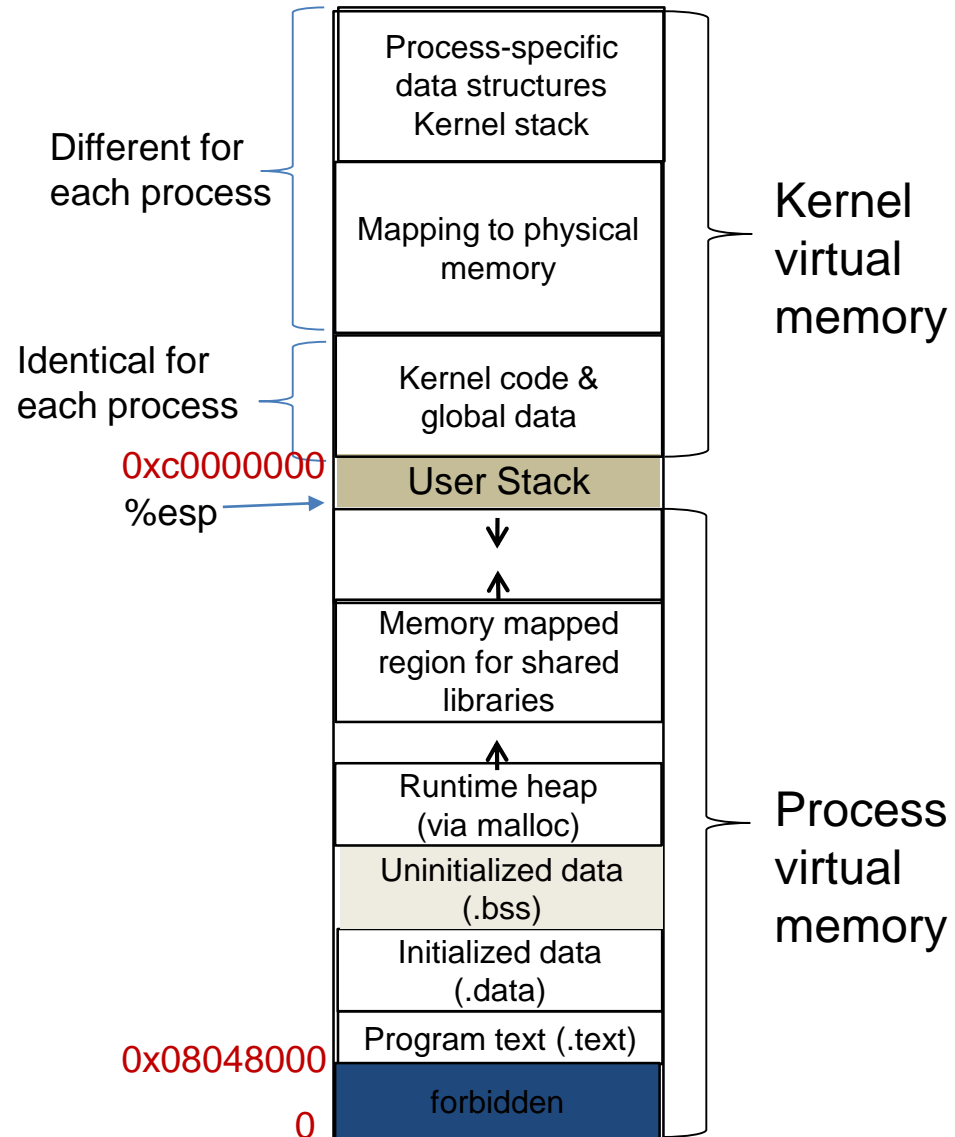 Process-specific
data structures
Kernel stack
Different for
each process
Mapping to physical
memory
Kernel
virtual
memory
Identical for
each process
Kernel code &
global data
0xc0000000
User Stack
%esp
Memory mapped
region for shared
libraries
Runtime heap
(via malloc)
Process
virtual
memory
Uninitialized data
(.bss)
Initialized data
(.data)
Program text (.text)
0x08048000
forbidden
0